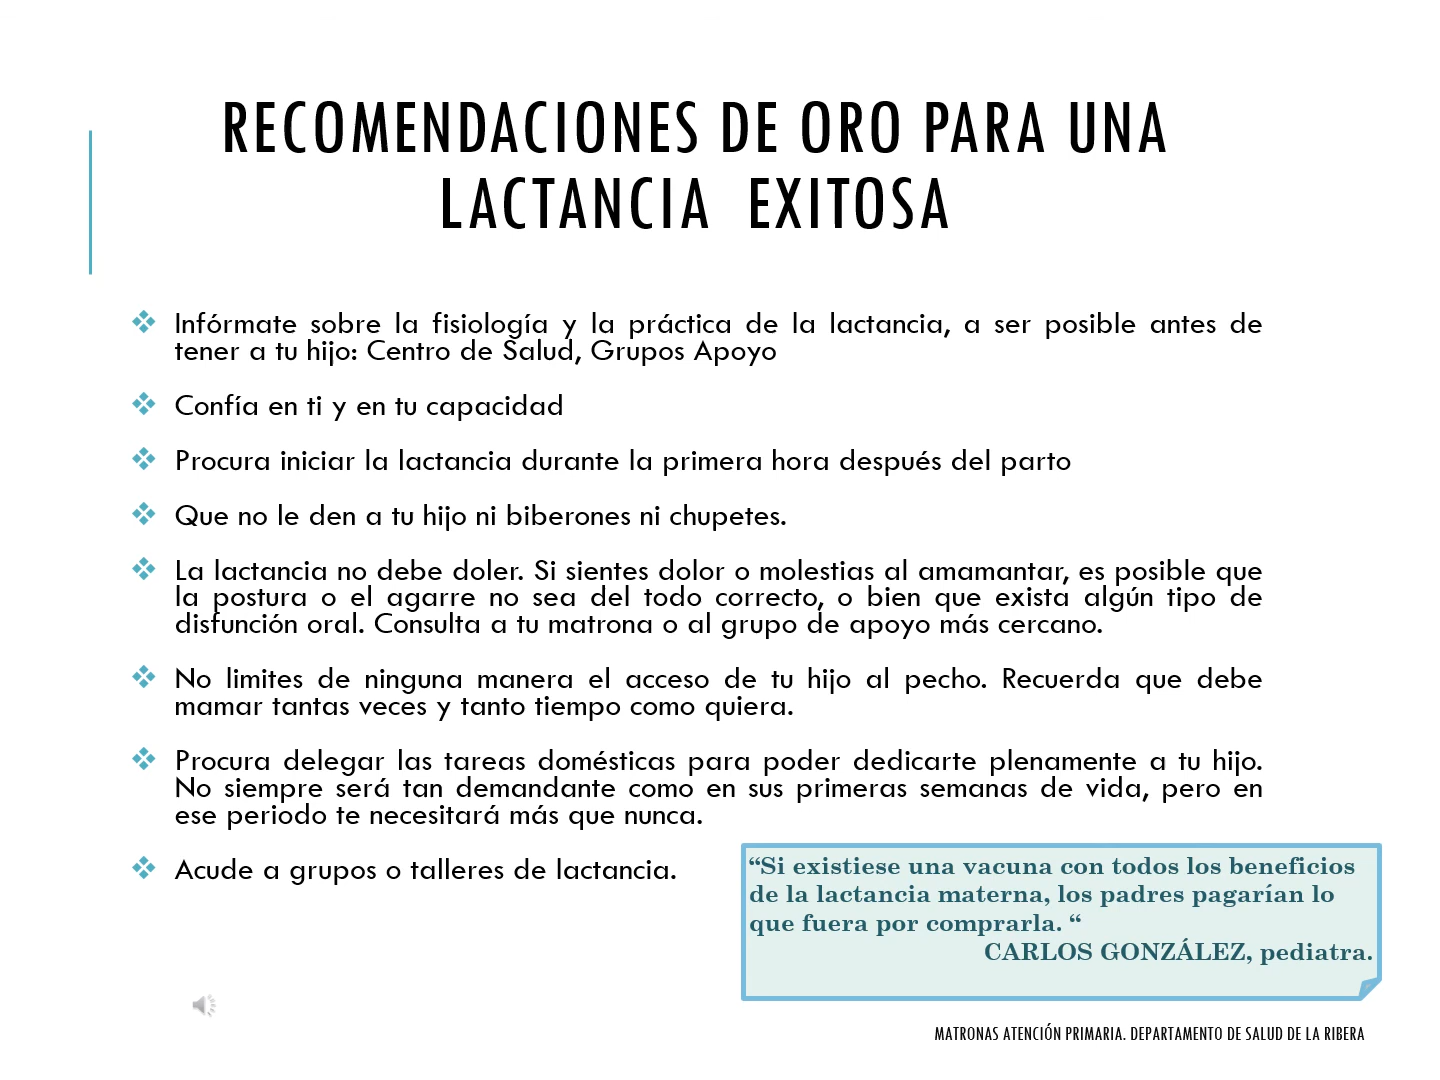 RECOMENDACIONES DE ORO PARA UNA
LACTANCIA EXITOSA
Infórmate sobre la fisiología y la práctica de la lactancia, a ser posible antes de
tener a tu hijo: Centro de Salud, Grupos Apoyo
Confía en ti y en tu capacidad
Procura iniciar la lactancia durante la primera hora después del parto
Que no le den a tu hijo ni biberones ni chupetes.
La lactancia no debe doler. Si sientes dolor o molestias al amamantar, es posible que
la postura o el agarre no sea del todo correcto, o bien que exista algún tipo de
disfunción oral. Consulta a tu matrona o al grupo de apoyo más cercano.
No limites de ninguna manera el acceso de tu hijo al pecho. Recuerda que debe
mamar tantas veces y tanto tiempo como quiera.
Procura delegar las tareas domésticas para poder dedicarte plenamente a tu hijo.
No siempre será tan demandante como en sus primeras semanas de vida, pero en
ese periodo te necesitará más que nunca.
Acude a grupos o talleres de lactancia.
“Si existiese una vacuna con todos los beneficios
de la lactancia materna, los padres pagarían lo
que fuera por comprarla. “
CARLOS GONZÁLEZ, pediatra.
MATRONAS ATENCIÓN PRIMARIA. DEPARTAMENTO DE SALUD DE LA RIBERA